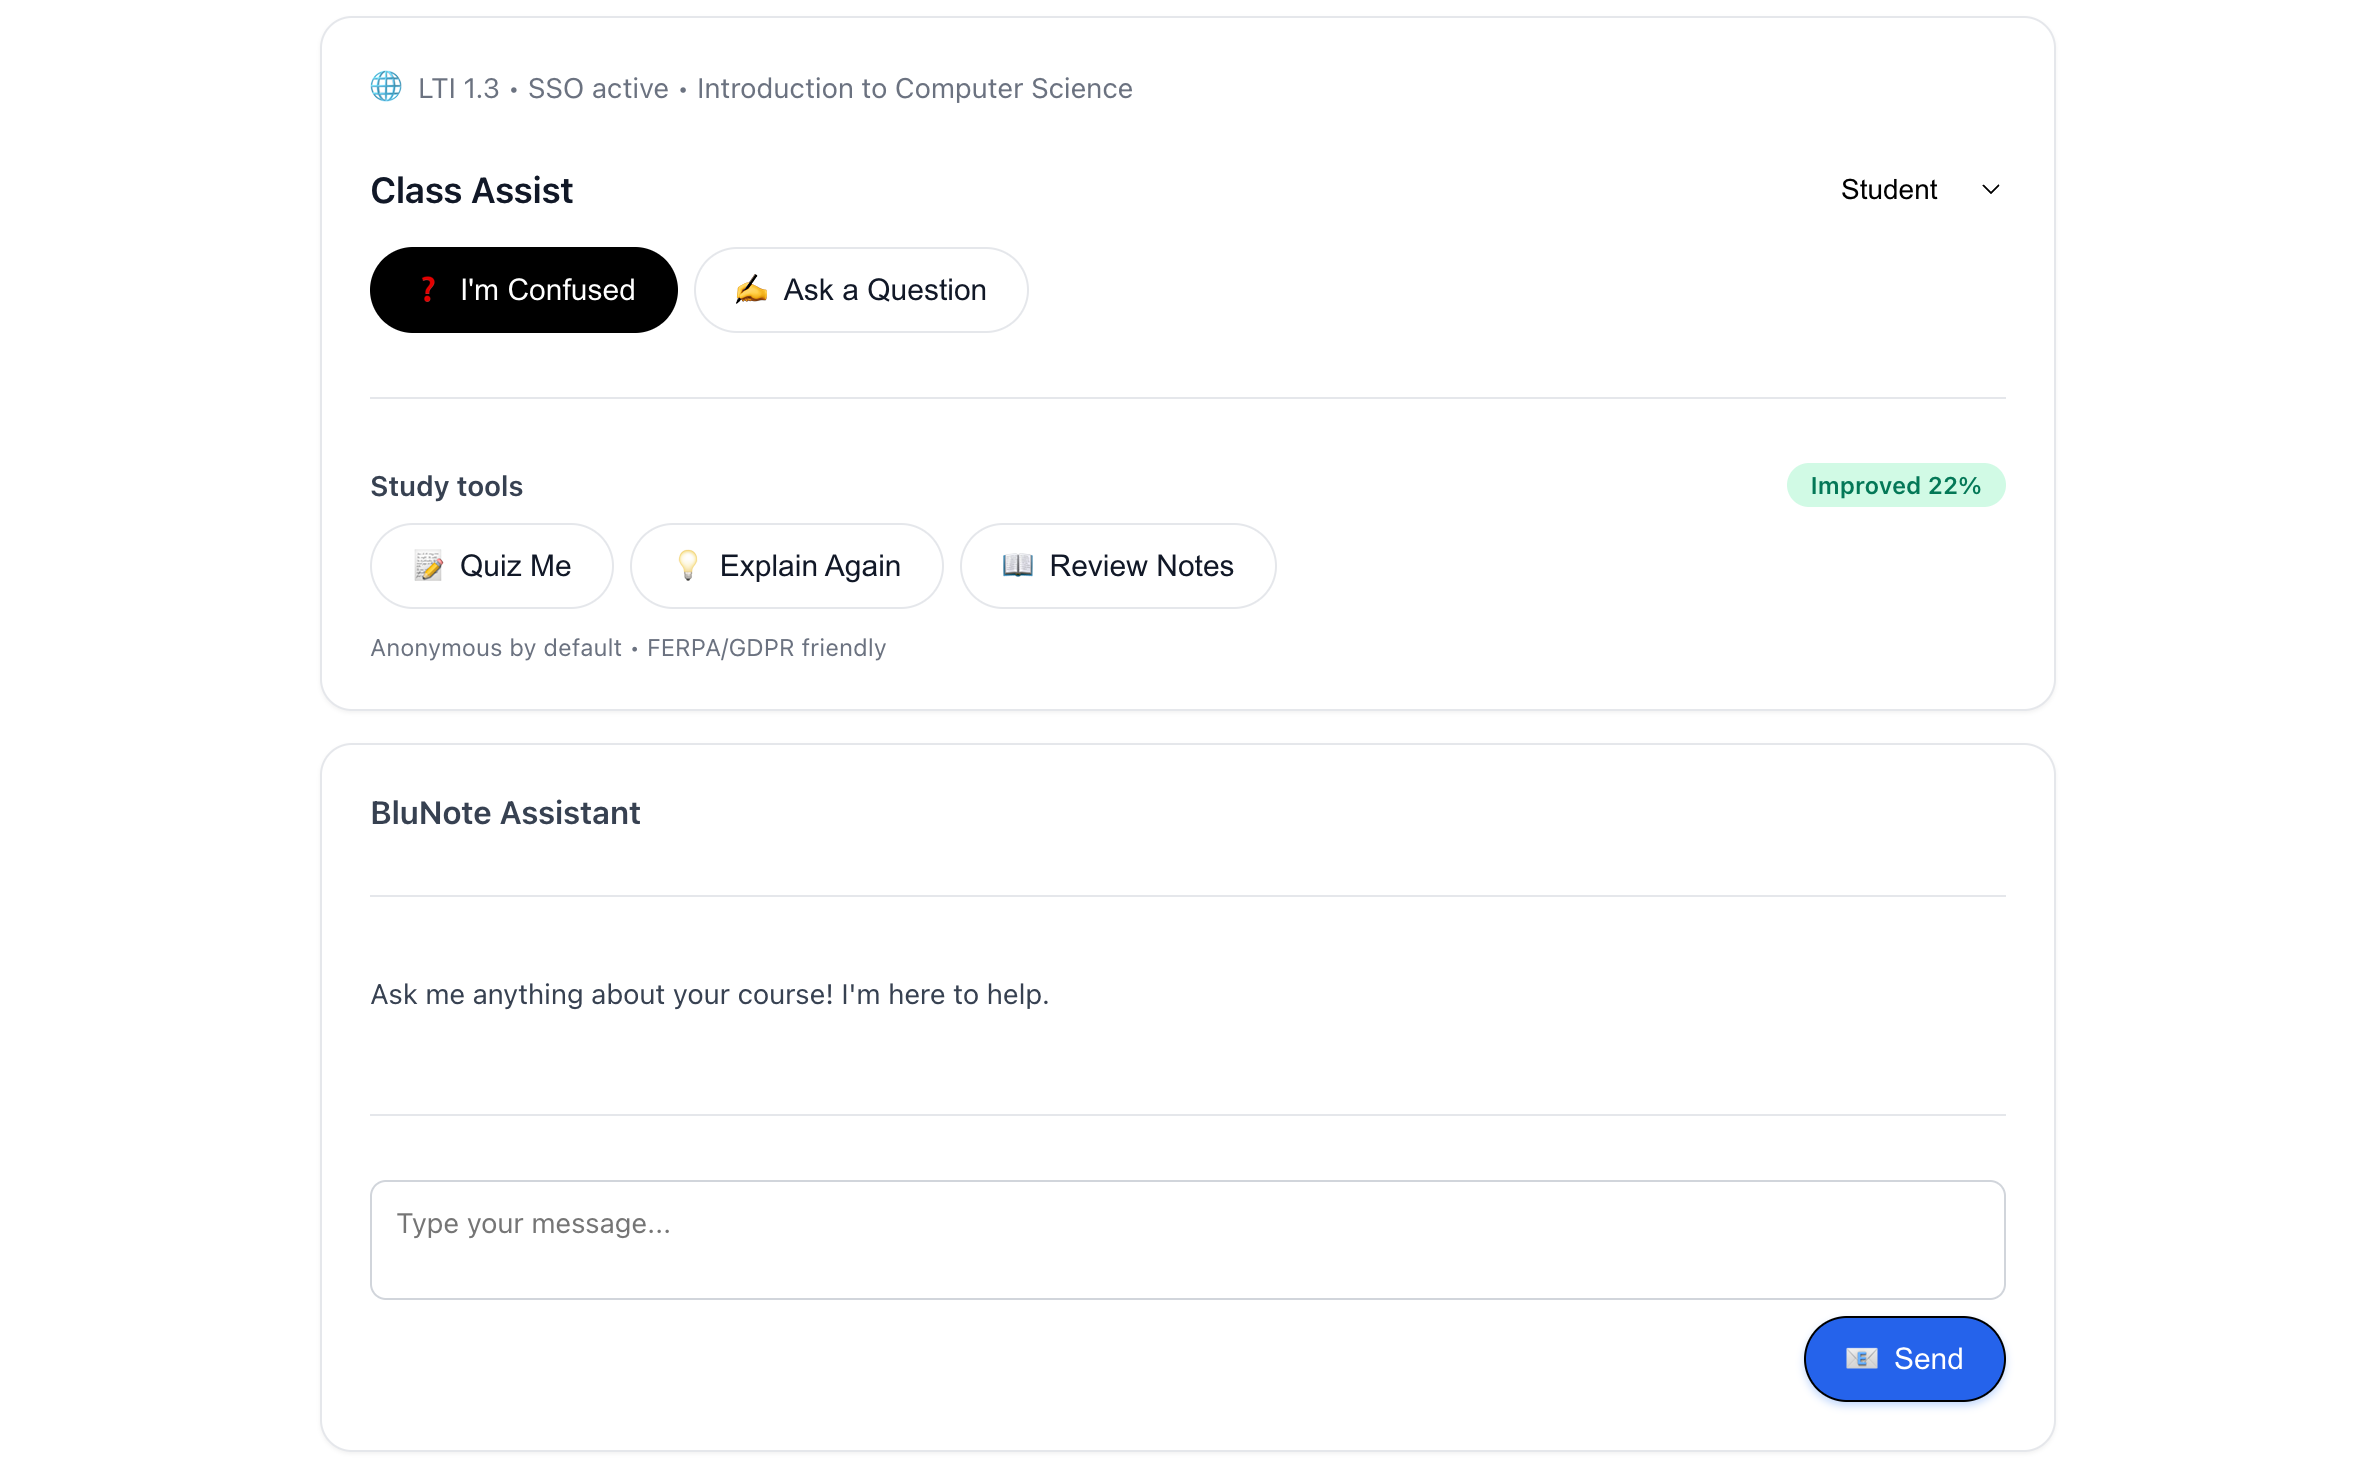 LTI 1.3 • SSO active • Introduction to Computer Science
Class Assist
Student
❓ I'm Confused
✍️ Ask a Question
Study tools
Improved 22%
📝 Quiz Me
💡 Explain Again
📖 Review Notes
Anonymous by default • FERPA/GDPR friendly
BluNote Assistant
Ask me anything about your course! I'm here to help.
Type your message...
📧 Send